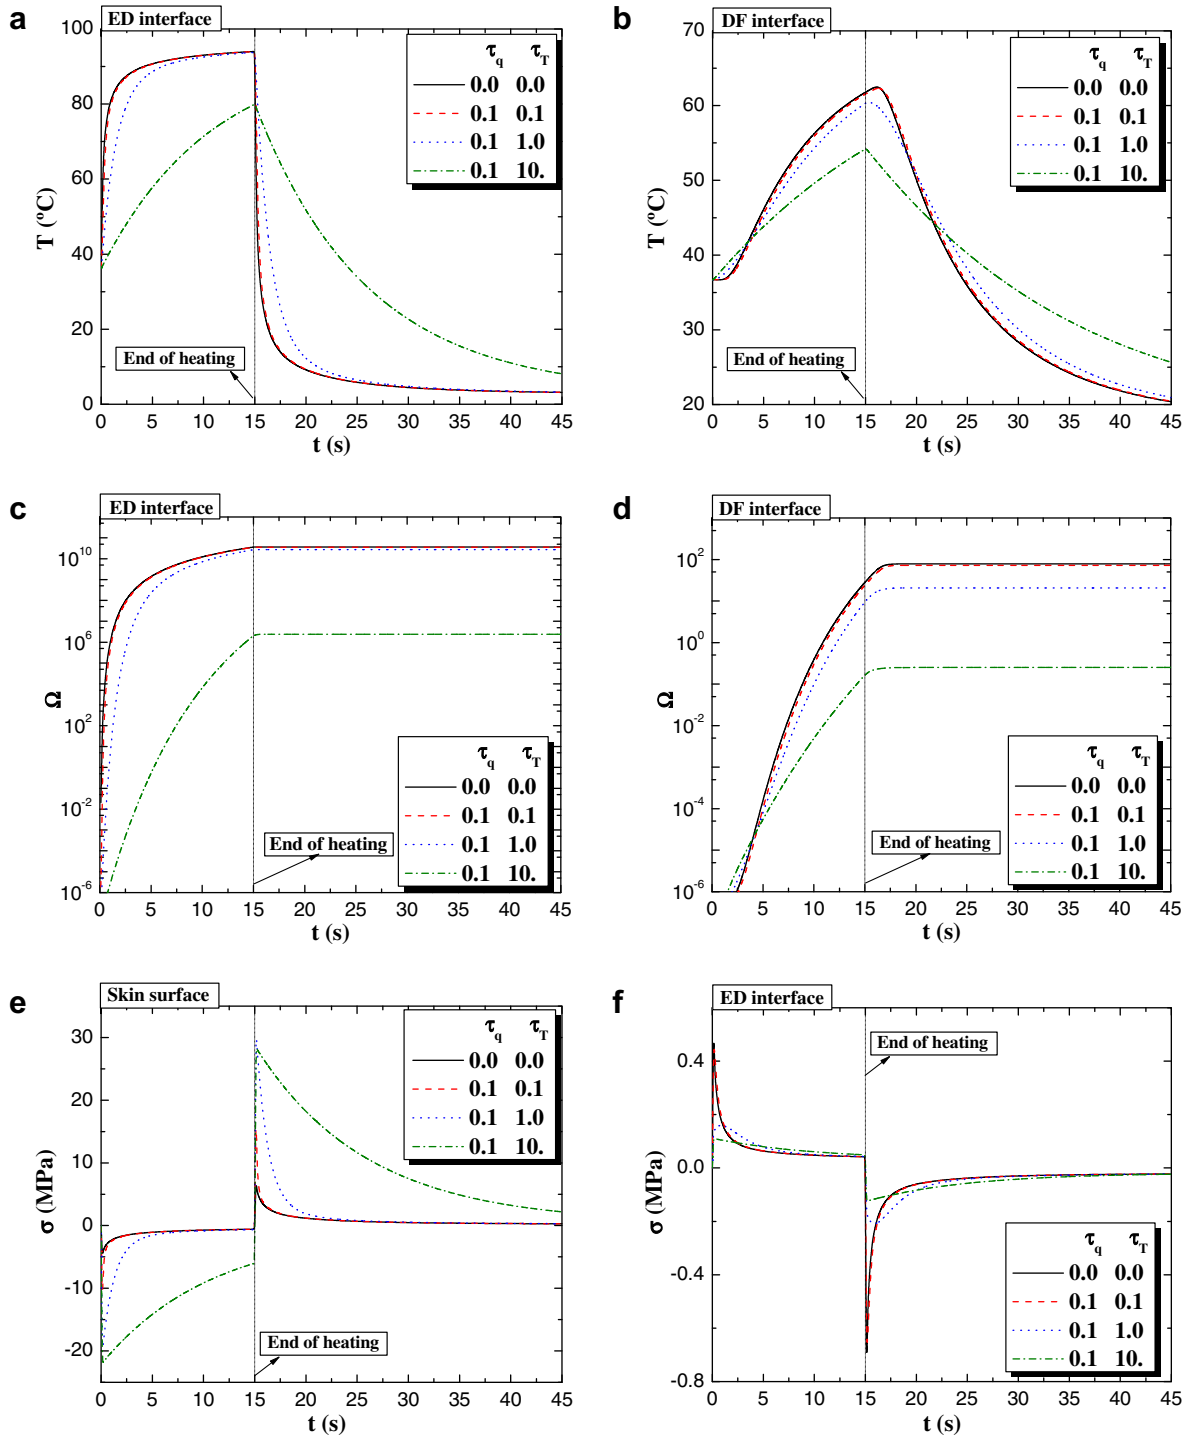 a
ED interface
T (ºC)
100
80
60
40
20
0
0 5 10 15 20 25 30 35 40 45
t (s)
τq τT
0.0 0.0
0.1 0.1
0.1 1.0
0.1 10.
End of heating
b
DF interface
T (ºC)
70
60
50
40
30
20
0 5 10 15 20 25 30 35 40 45
t (s)
τq τT
0.0 0.0
0.1 0.1
0.1 1.0
0.1 10.
End of heating
c
ED interface
Ω
10^10
10^6
10^2
10^-2
10^-6
0 5 10 15 20 25 30 35 40 45
t (s)
τq τT
0.0 0.0
0.1 0.1
0.1 1.0
0.1 10.
End of heating
d
DF interface
Ω
10^2
10^0
10^-2
10^-4
10^-6
0 5 10 15 20 25 30 35 40 45
t (s)
τq τT
0.0 0.0
0.1 0.1
0.1 1.0
0.1 10.
End of heating
e
Skin surface
σ (MPa)
30
20
10
0
-10
-20
0 5 10 15 20 25 30 35 40 45
t (s)
τq τT
0.0 0.0
0.1 0.1
0.1 1.0
0.1 10.
End of heating
f
ED interface
σ (MPa)
0.4
0.0
-0.4
-0.8
0 5 10 15 20 25 30 35 40 45
t (s)
End of heating
τq τT
0.0 0.0
0.1 0.1
0.1 1.0
0.1 10.